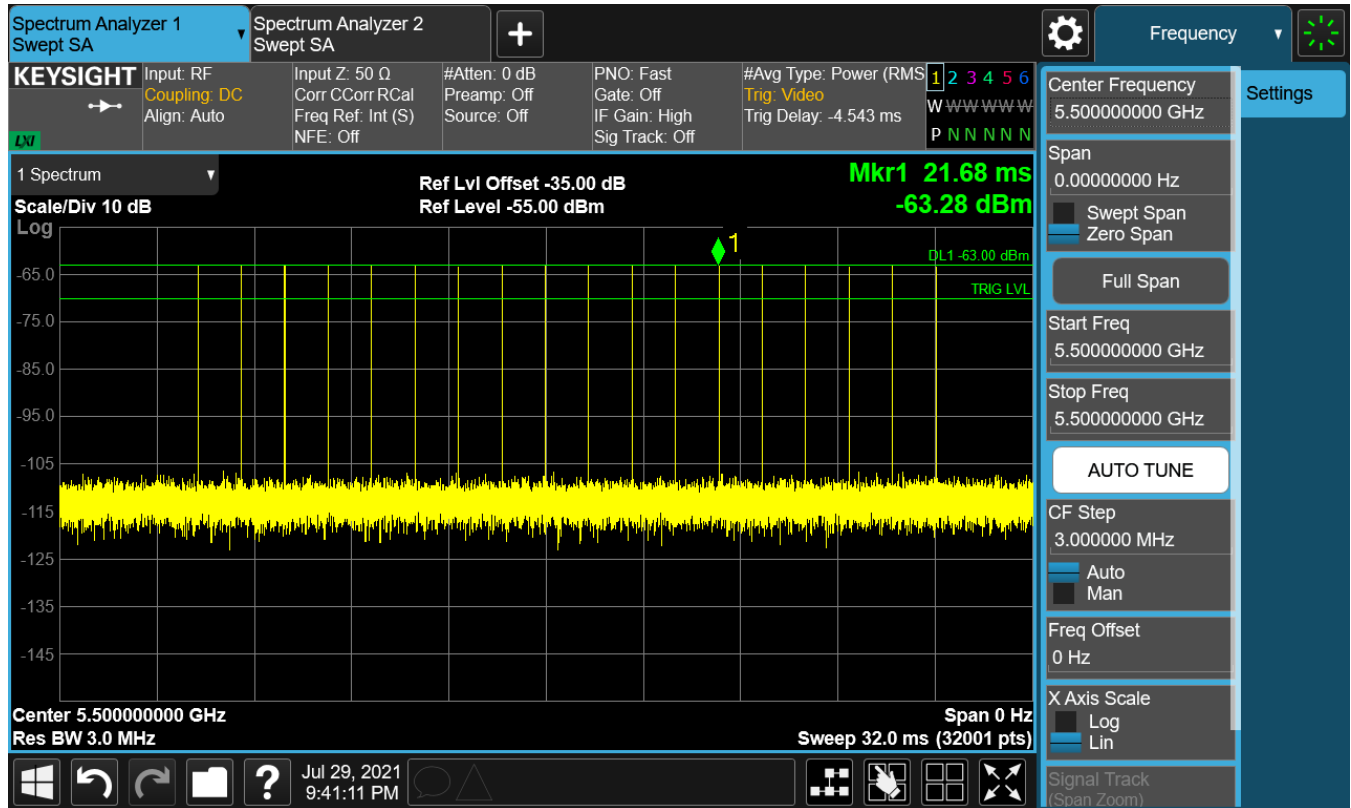 Spectrum Analyzer 1
Swept SA
Spectrum Analyzer 2
Swept SA
Frequency
KEYSIGHT
LXI
Input: RF
Coupling: DC
Align: Auto
Input Z: 50 Ω
Corr CCorr RCal
Freq Ref: Int (S)
NFE: Off
#Atten: 0 dB
Preamp: Off
Source: Off
PNO: Fast
Gate: Off
IF Gain: High
Sig Track: Off
#Avg Type: Power (RMS
Trig: Video
Trig Delay: -4.543 ms
1 2 3 4 5 6
W W W W W W
P N N N N N
1 Spectrum
Scale/Div 10 dB
Log
Ref Lvl Offset -35.00 dB
Ref Level -55.00 dBm
Mkr1 21.68 ms
-63.28 dBm
1
DL1 -63.00 dBm
TRIG LVL
-65.0
-75.0
-85.0
-95.0
-105
-115
-125
-135
-145
Center 5.500000000 GHz
Res BW 3.0 MHz
Span 0 Hz
Sweep 32.0 ms (32001 pts)
Center Frequency
5.500000000 GHz
Settings
Span
0.00000000 Hz
Swept Span
Zero Span
Full Span
Start Freq
5.500000000 GHz
Stop Freq
5.500000000 GHz
AUTO TUNE
CF Step
3.000000 MHz
Auto
Man
Freq Offset
0 Hz
X Axis Scale
Log
Lin
Signal Track
(Span Zoom)
?
Jul 29, 2021
9:41:11 PM